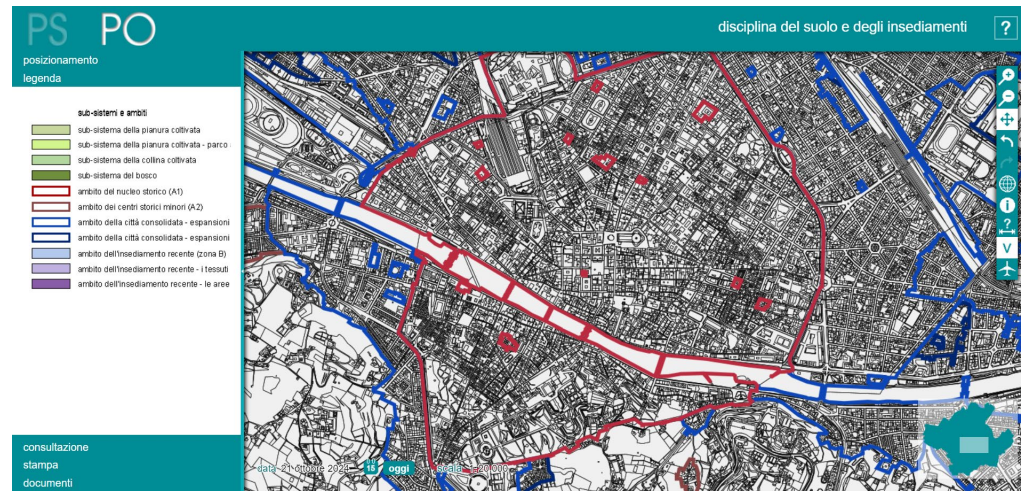 PS PO
disciplina del suolo e degli insediamenti
?
posizionamento
legenda
sub-sistemi e ambiti
sub-sistema della pianura coltivata
sub-sistema della pianura coltivata - parco
sub-sistema della collina coltivata
sub-sistema del bosco
ambito del nucleo storico (A1)
ambito dei centri storici minori (A2)
ambito della città consolidata - espansioni
ambito della città consolidata - espansioni
ambito dell'insediamento recente (zona B)
ambito dell'insediamento recente - i tessuti
ambito dell'insediamento recente - le aree
i
?
V
consultazione
stampa
documenti
data 21 ottobre 2024 15 oggi scala 1:20.000